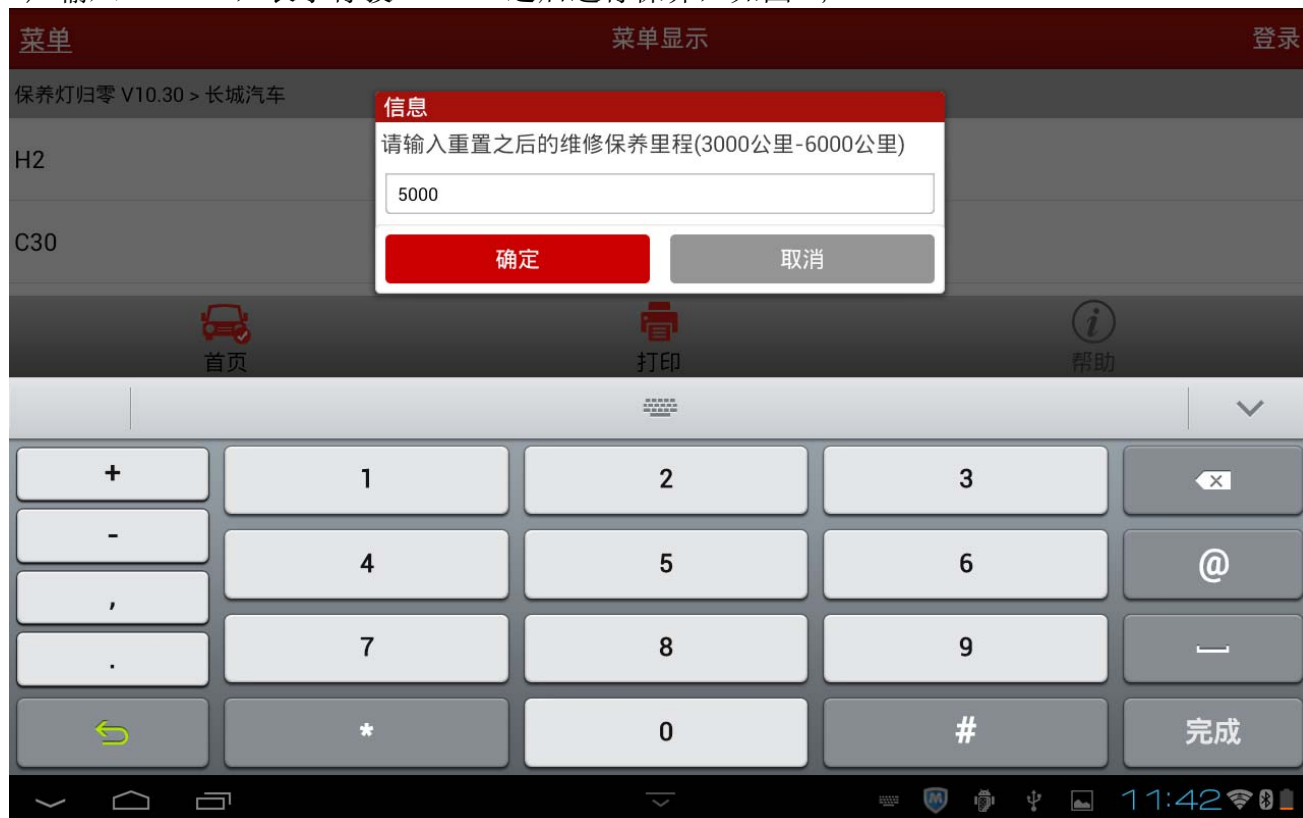 菜单
菜单显示
登录
保养灯归零 V10.30 > 长城汽车
信息
请输入重置之后的维修保养里程(3000公里-6000公里)
H2
5000
C30
确定
取消
首页
打印
帮助
+
1
2
3
-
4
5
6
@
,
7
8
9
.
*
0
#
完成
11:42